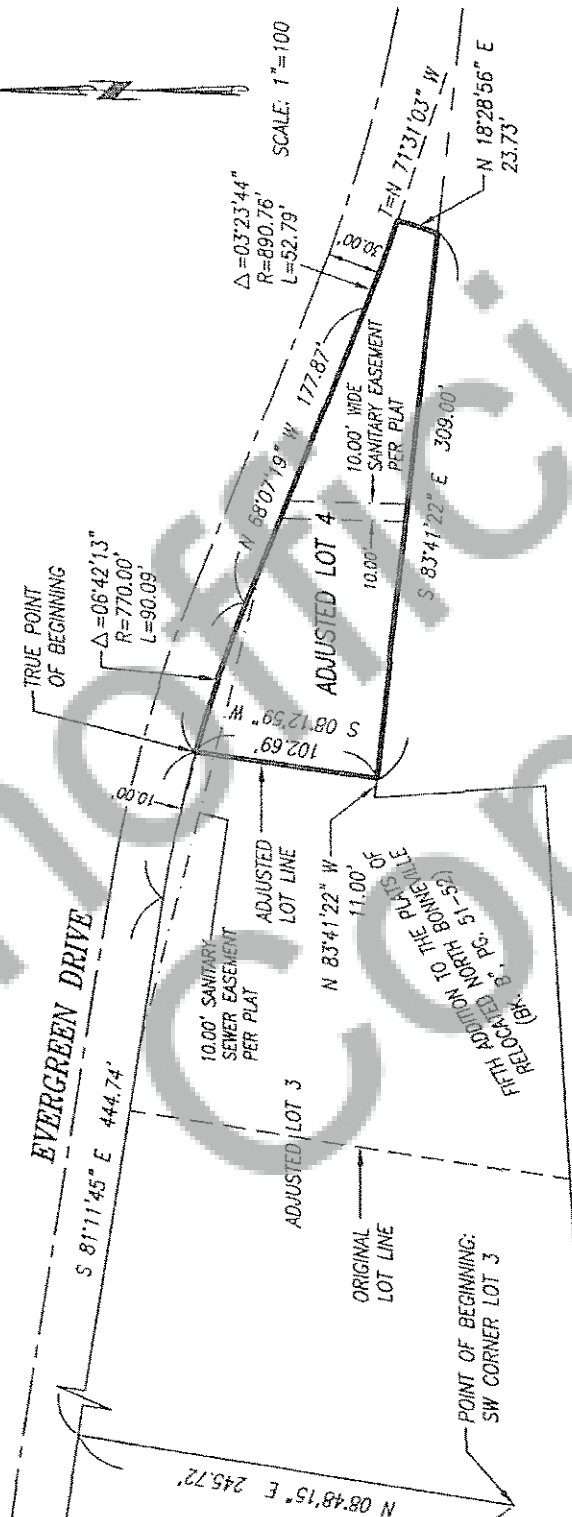 SCALE: 1"=100
Δ=03°23'44"
R=890.76'
L=52.79'
T=N 71°31'03" W
N 18°28'56" E
23.73'
30.00'
TRUE POINT
OF BEGINNING
Δ=06°42'13"
R=770.00'
L=90.09'
N 68°07'19" W 177.87'
10.00' WIDE
SANITARY EASEMENT
PER PLAT
10.00'
ADJUSTED LOT 4
S 83°41'22" E 309.00'
S 08°12'59" W
102.69'
10.00'
EVERGREEN DRIVE
S 81°11'45" E 444.74'
10.00' SANITARY
SEWER EASEMENT
PER PLAT
ADJUSTED
LOT LINE
N 83°41'22" W
11.00'
FIFTH ADDITION TO THE PLATS OF
RELOCATED NORTH BONNEVILLE
(BK. B", PG. 51-52)
ADJUSTED LOT 3
ORIGINAL
LOT LINE
POINT OF BEGINNING:
SW CORNER LOT 3
N 08°48'15" E 245.72'